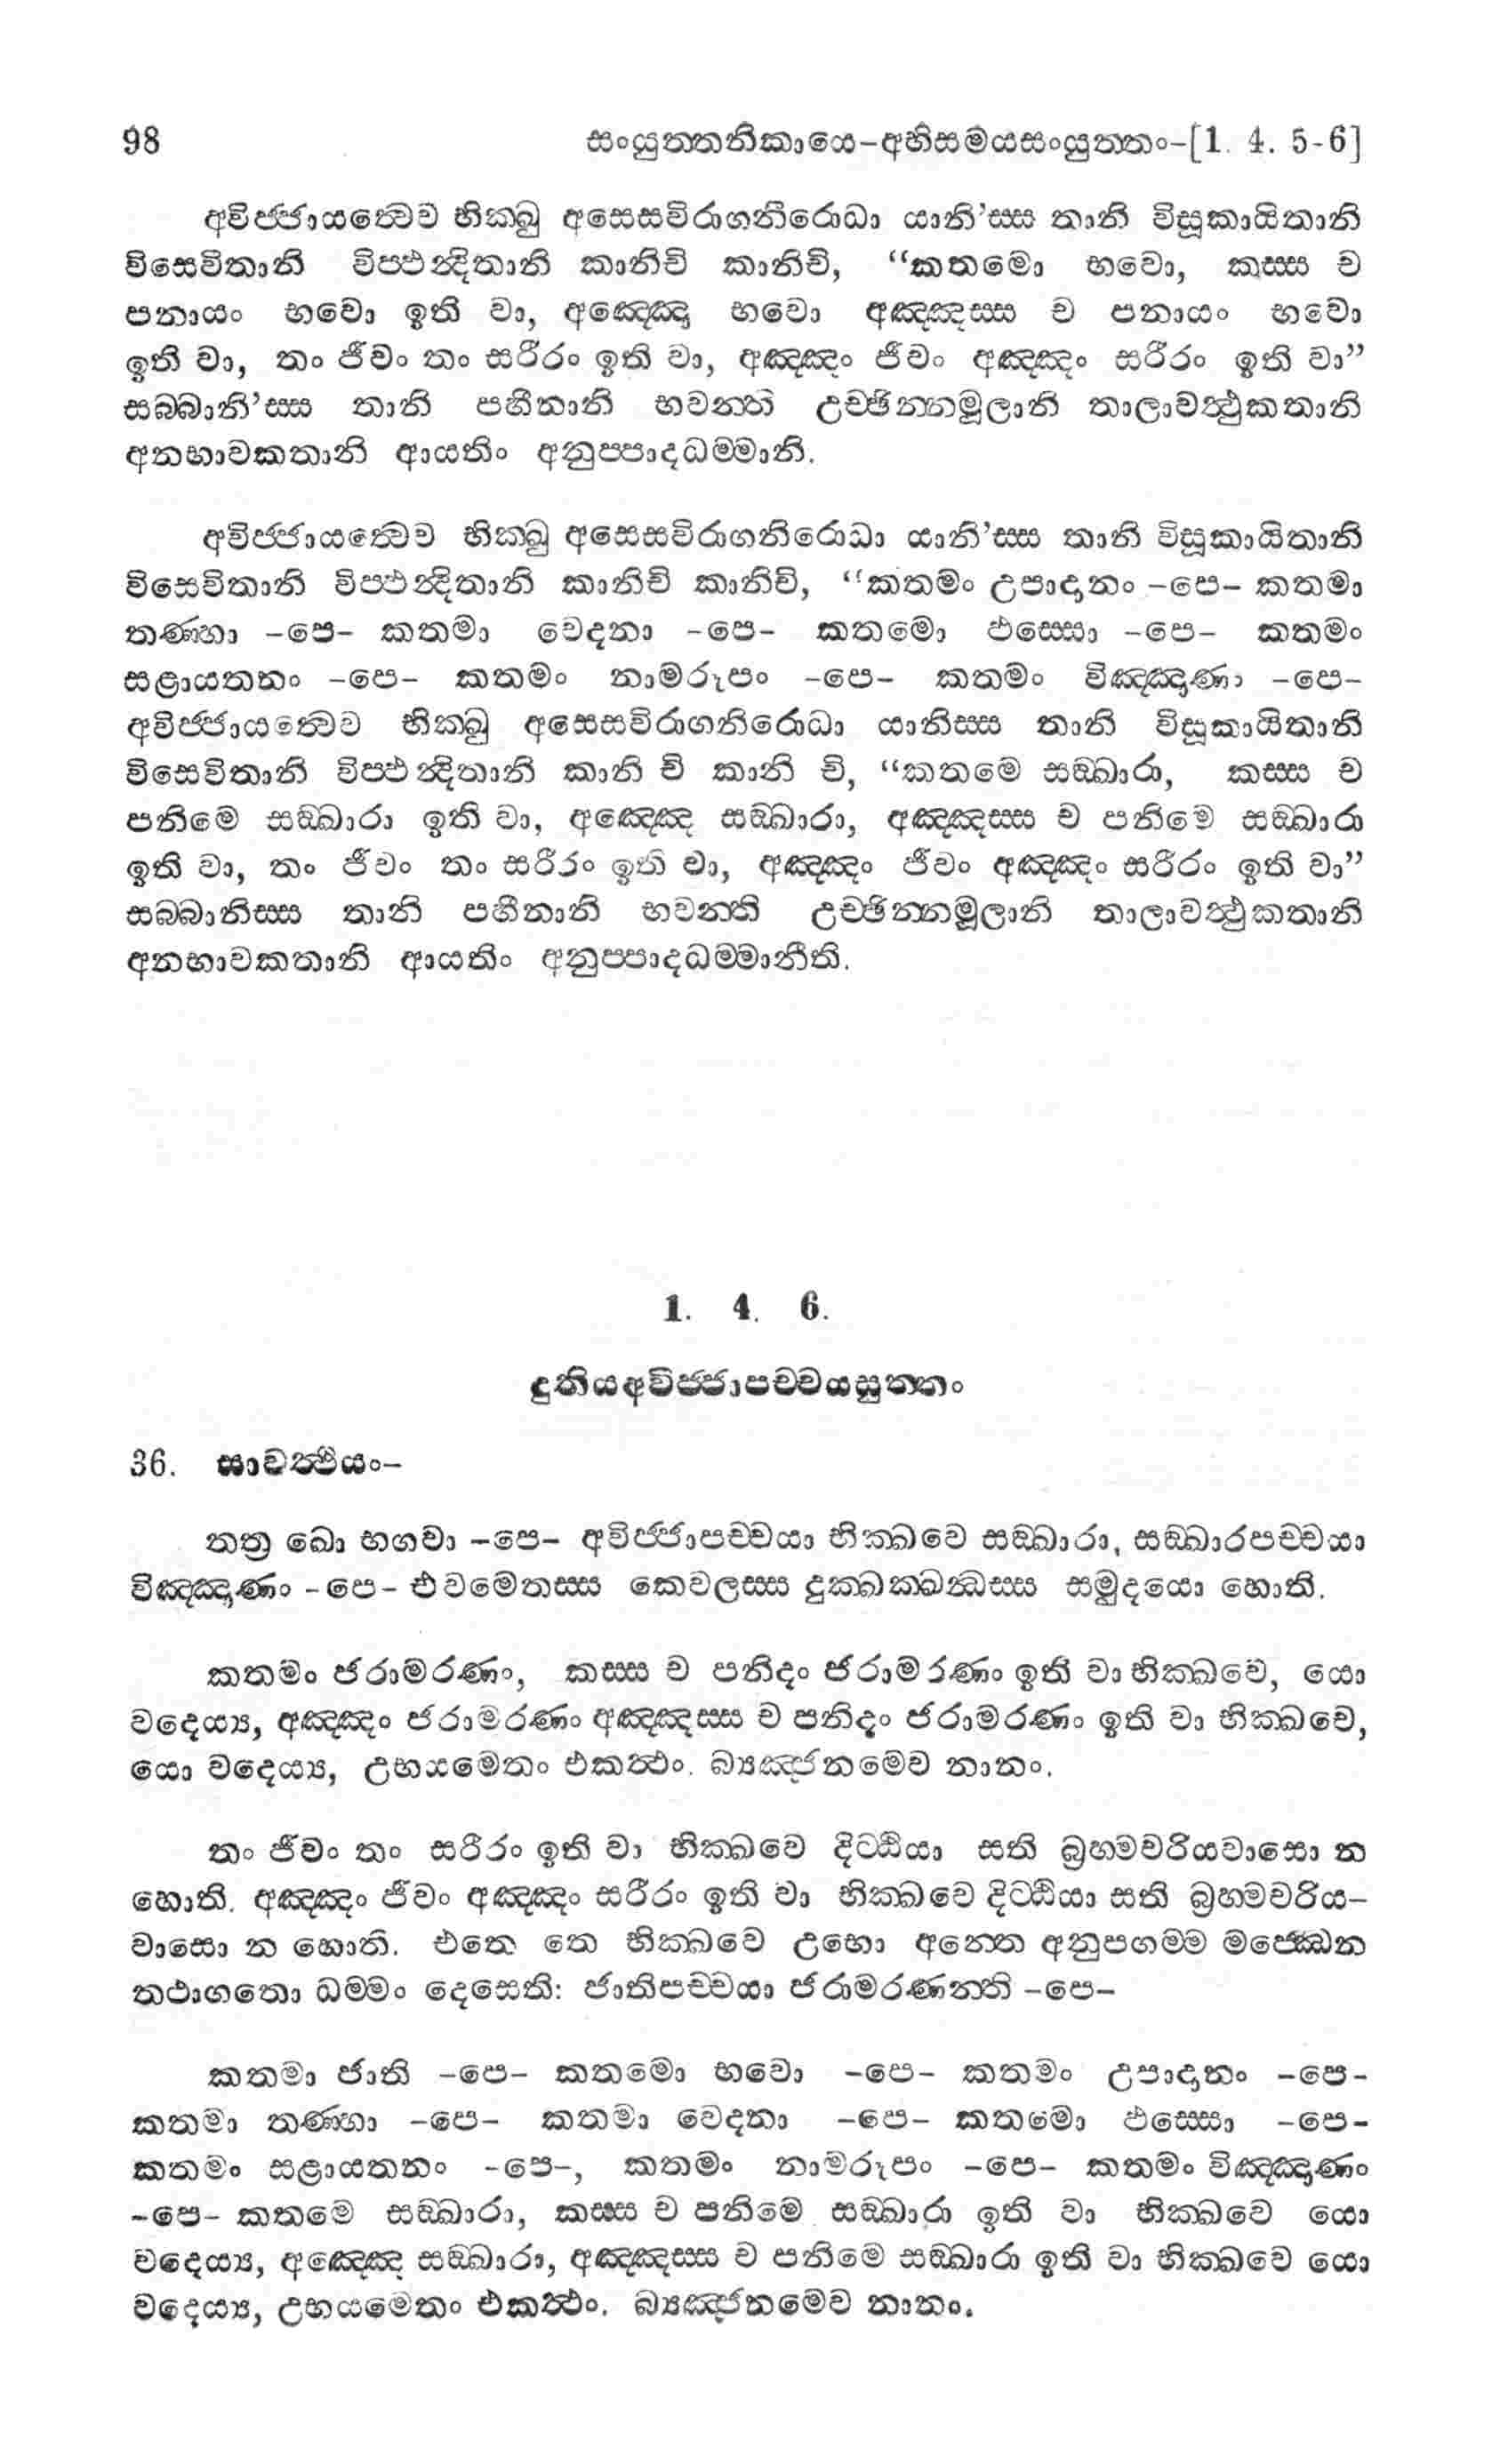 98 සංයුත්තනිකායෙ–අභිසමයසංයුත්තං–[1. 4. 5-6]
අවිජ්ජායත්වෙව භික්ඛු අසෙසවිරාගනිරොධා යානි’ස්ස තානි විසූකායිතානි
විසෙවිතානි විප්ඵන්දිතානි කානිචි කානිචි, “කතමො භවො, කස්ස ච
පනායං භවො ඉති වා, අඤ්ඤො භවො අඤ්ඤස්ස ච පනායං භවො
ඉති වා, තං ජීවං තං සරීරං ඉති වා, අඤ්ඤං ජීවං අඤ්ඤං සරීරං ඉති වා”
සබ්බානි’ස්ස තානි පහීනානි භවන්ති උච්ඡින්නමූලානි තාලාවත්ථුකතානි
අනභාවකතානි ආයතිං අනුප්පාදධම්මානි.
අවිජ්ජායත්වෙව භික්ඛු අසෙසවිරාගනිරොධා යානි’ස්ස තානි විසූකායිතානි
විසෙවිතානි විප්ඵන්දිතානි කානිචි කානිචි, “කතමං උපාදානං –පෙ– කතමා
තණ්හා –පෙ– කතමා වෙදනා –පෙ– කතමො ඵස්සො –පෙ– කතමං
සළායතනං –පෙ– කතමං නාමරූපං –පෙ– කතමං විඤ්ඤාණං –පෙ–
අවිජ්ජායත්වෙව භික්ඛු අසෙසවිරාගනිරොධා යානිස්ස තානි විසූකායිතානි
විසෙවිතානි විප්ඵන්දිතානි කානි චි කානි චි, “කතමෙ සඞ්ඛාරා, කස්ස ච
පනිමෙ සඞ්ඛාරා ඉති වා, අඤ්ඤෙ සඞ්ඛාරා, අඤ්ඤස්ස ච පනිමෙ සඞ්ඛාරා
ඉති වා, තං ජීවං තං සරීරං ඉති වා, අඤ්ඤං ජීවං අඤ්ඤං සරීරං ඉති වා”
සබ්බානිස්ස තානි පහීනානි භවන්ති උච්ඡින්නමූලානි තාලාවත්ථුකතානි
අනභාවකතානි ආයතිං අනුප්පාදධම්මානීති.
1. 4. 6.
දුතියඅවිජ්ජාපච්චයසුත්තං
36. සාවත්ථියං–
තත්‍ර ඛො භගවා –පෙ– අවිජ්ජාපච්චයා භික්ඛවෙ සඞ්ඛාරා, සඞ්ඛාරපච්චයා
විඤ්ඤාණං –පෙ– එවමෙතස්ස කෙවලස්ස දුක්ඛක්ඛන්ධස්ස සමුදයො හොති.
කතමං ජරාමරණං, කස්ස ච පනිදං ජරාමරණං ඉති වා භික්ඛවෙ, යො
වදෙය්‍ය, අඤ්ඤං ජරාමරණං අඤ්ඤස්ස ච පනිදං ජරාමරණං ඉති වා භික්ඛවෙ,
යො වදෙය්‍ය, උභයමෙතං එකත්ථං. බ්‍යඤ්ජනමෙව නානං.
තං ජීවං තං සරීරං ඉති වා භික්ඛවෙ දිට්ඨියා සති බ්‍රහ්මචරියවාසො න
හොති. අඤ්ඤං ජීවං අඤ්ඤං සරීරං ඉති වා භික්ඛවෙ දිට්ඨියා සති බ්‍රහ්මචරිය–
වාසො න හොති. එතෙ තෙ භික්ඛවෙ උභො අන්තෙ අනුපගම්ම මජ්ඣෙන
තථාගතො ධම්මං දෙසෙති: ජාතිපච්චයා ජරාමරණන්ති –පෙ–
කතමා ජාති –පෙ– කතමො භවො –පෙ– කතමං උපාදානං –පෙ–
කතමා තණ්හා –පෙ– කතමා වෙදනා –පෙ– කතමො ඵස්සො –පෙ–
කතමං සළායතනං –පෙ–, කතමං නාමරූපං –පෙ– කතමං විඤ්ඤාණං
–පෙ– කතමෙ සඞ්ඛාරා, කස්ස ච පනිමෙ සඞ්ඛාරා ඉති වා භික්ඛවෙ යො
වදෙය්‍ය, අඤ්ඤෙ සඞ්ඛාරා, අඤ්ඤස්ස ච පනිමෙ සඞ්ඛාරා ඉති වා භික්ඛවෙ යො
වදෙය්‍ය, උභයමෙතං එකත්ථං. බ්‍යඤ්ජනමෙව නානං.